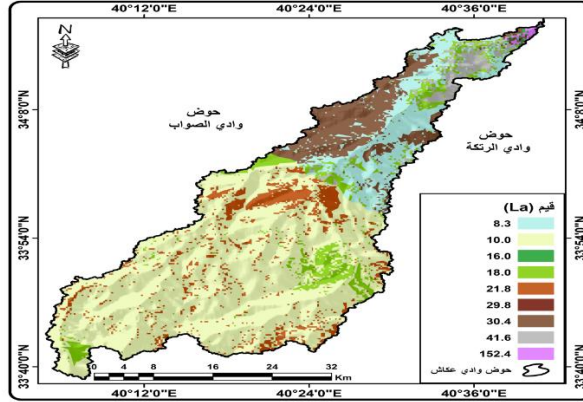 40°12'0"E 40°24'0"E 40°36'0"E
N
34°8'0"N
34°8'0"N
حوض
وادي الصواب
حوض
وادي الرتكة
33°54'0"N
33°54'0"N
قيم (La)
8.3
10.0
16.0
18.0
21.8
29.8
30.4
41.6
152.4
حوض وادي عكاش
33°40'0"N
33°40'0"N
0 4 8 16 24 32
Km
40°12'0"E 40°24'0"E 40°36'0"E